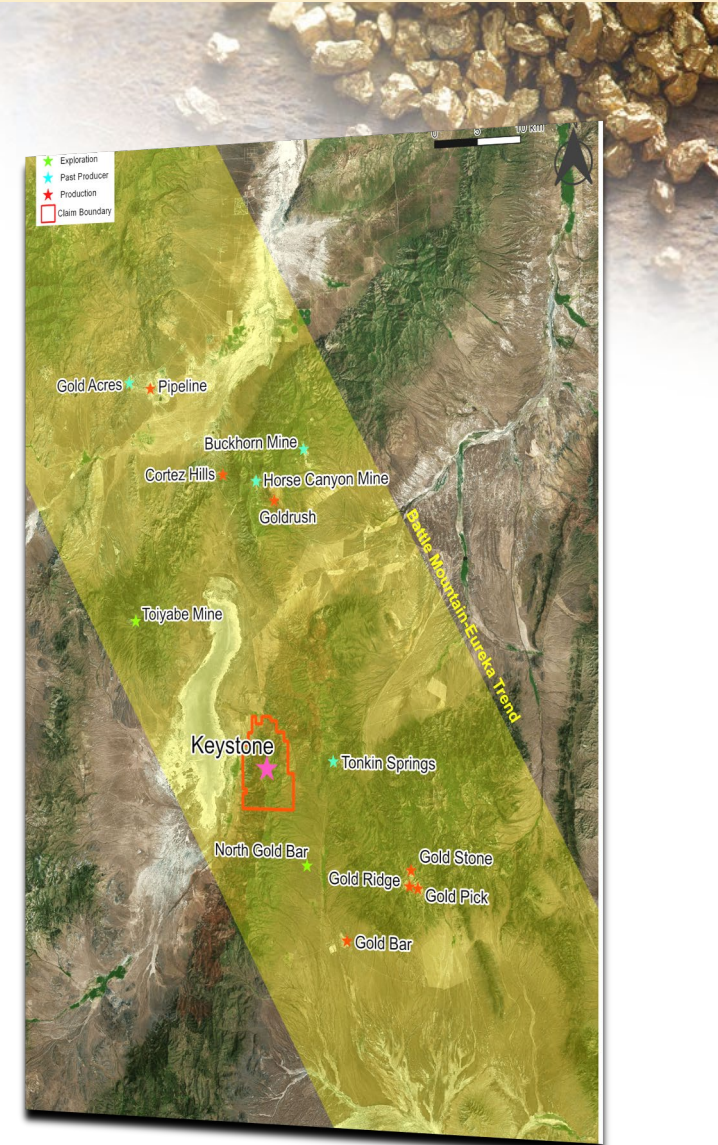 0 5 10 KM
Exploration
Past Producer
Production
Claim Boundary
Gold Acres
Pipeline
Buckhorn Mine
Cortez Hills
Horse Canyon Mine
Goldrush
Battle Mountain-Eureka Trend
Toiyabe Mine
Keystone
Tonkin Springs
North Gold Bar
Gold Stone
Gold Ridge
Gold Pick
Gold Bar